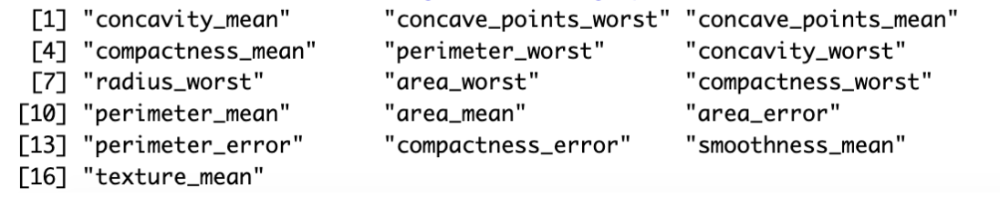 [1] "concavity_mean" "concave_points_worst" "concave_points_mean"
[4] "compactness_mean" "perimeter_worst" "concavity_worst"
[7] "radius_worst" "area_worst" "compactness_worst"
[10] "perimeter_mean" "area_mean" "area_error"
[13] "perimeter_error" "compactness_error" "smoothness_mean"
[16] "texture_mean"